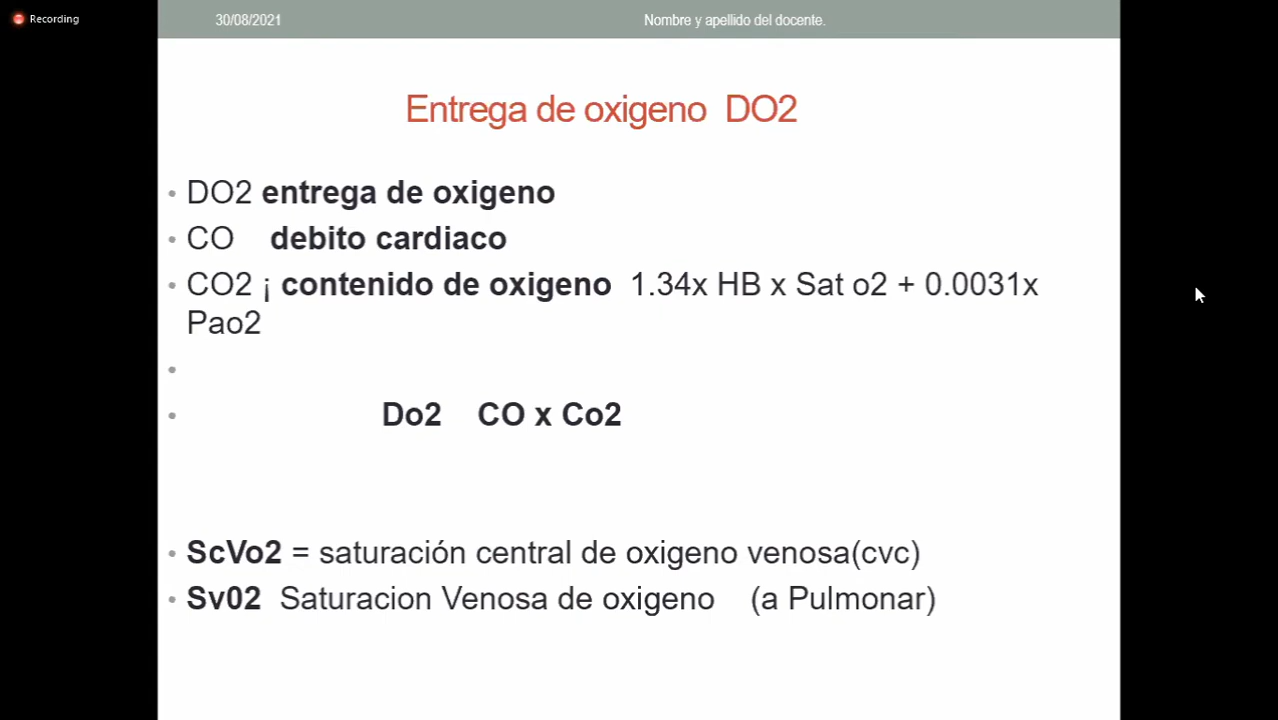 Recording
30/08/2021 Nombre y apellido del docente.
Entrega de oxigeno DO2
• DO2 entrega de oxigeno
• CO debito cardiaco
• CO2 ¡ contenido de oxigeno 1.34x HB x Sat o2 + 0.0031x
Pao2
•
• Do2 CO x Co2
• ScVo2 = saturación central de oxigeno venosa(cvc)
• Sv02 Saturacion Venosa de oxigeno (a Pulmonar)